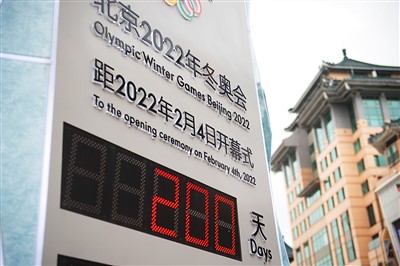 北京2022年冬奥会
Olympic Winter Games Beijing 2022
距2022年2月4日开幕式
To the opening ceremony on February 4th, 2022
200
天
Days